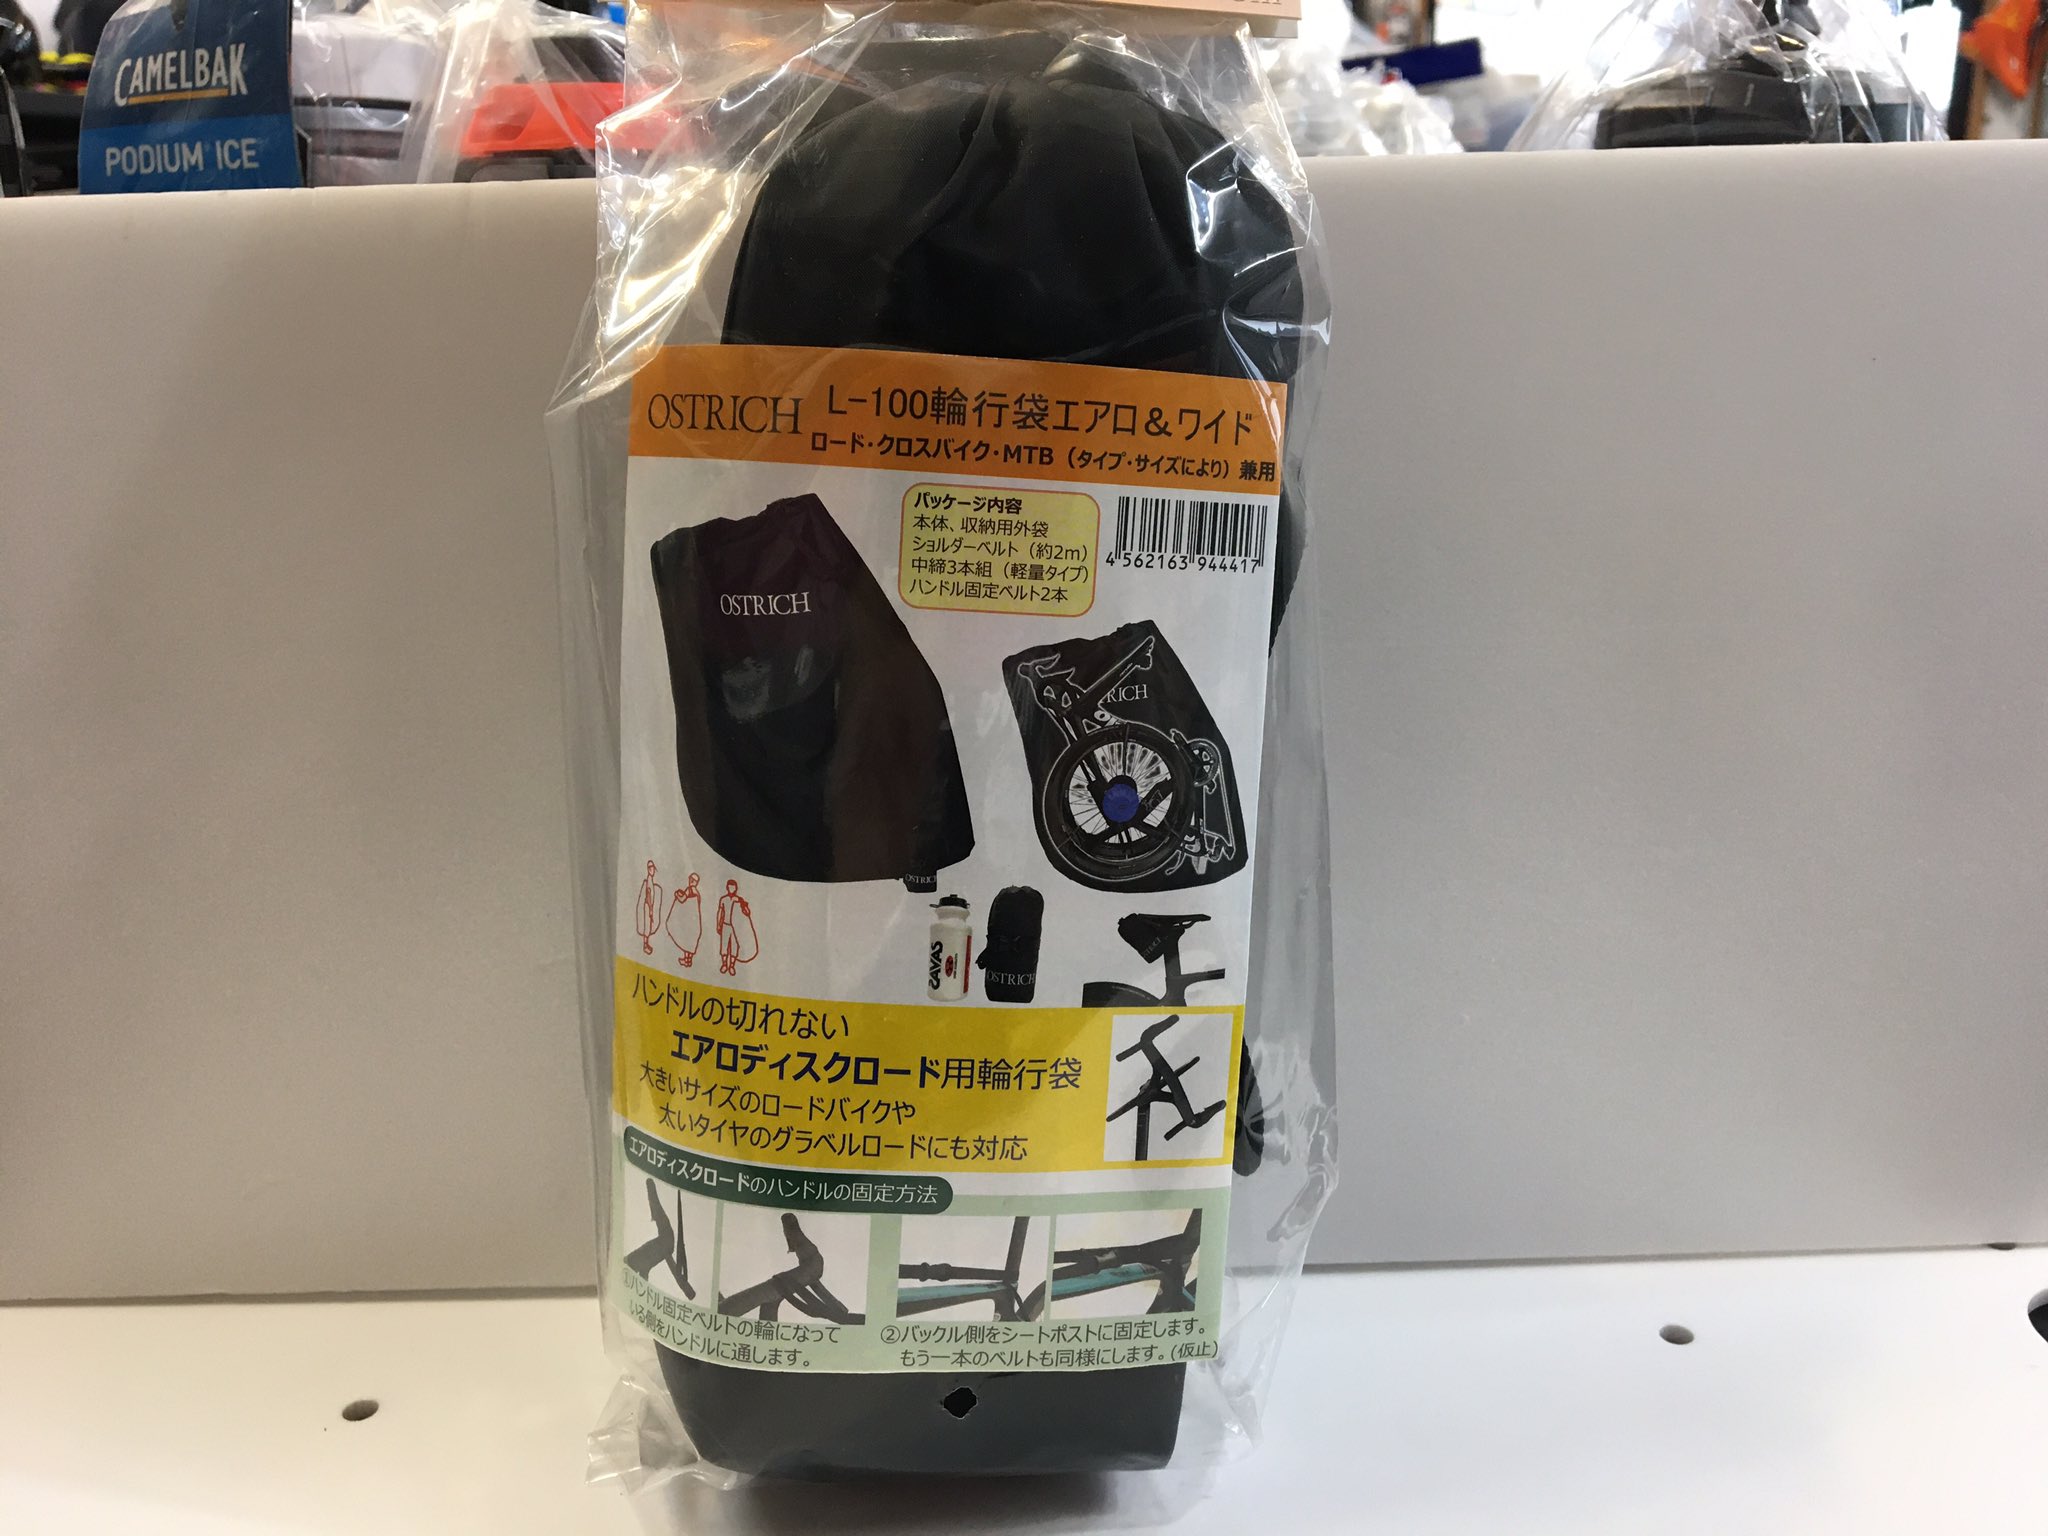 CAMELBAK
PODIUM ICE
OSTRICH L-100輪行袋エアロ&ワイド
ロード・クロスバイク・MTB（タイプ・サイズにより）兼用
パッケージ内容
本体、収納用外袋
ショルダーベルト（約2m）
中締3本組（軽量タイプ）
ハンドル固定ベルト2本
4 562163 944417
OSTRICH
RICH
OSTRICH
SAVAS
OSTRICH
ハンドルの切れない
エアロディスクロード用輪行袋
大きいサイズのロードバイクや
太いタイヤのグラベルロードにも対応
エアロディスクロードのハンドルの固定方法
①ハンドル固定ベルトの輪になって
いる側をハンドルに通します。
②バックル側をシートポストに固定します。
もう一本のベルトも同様にします。(仮止)